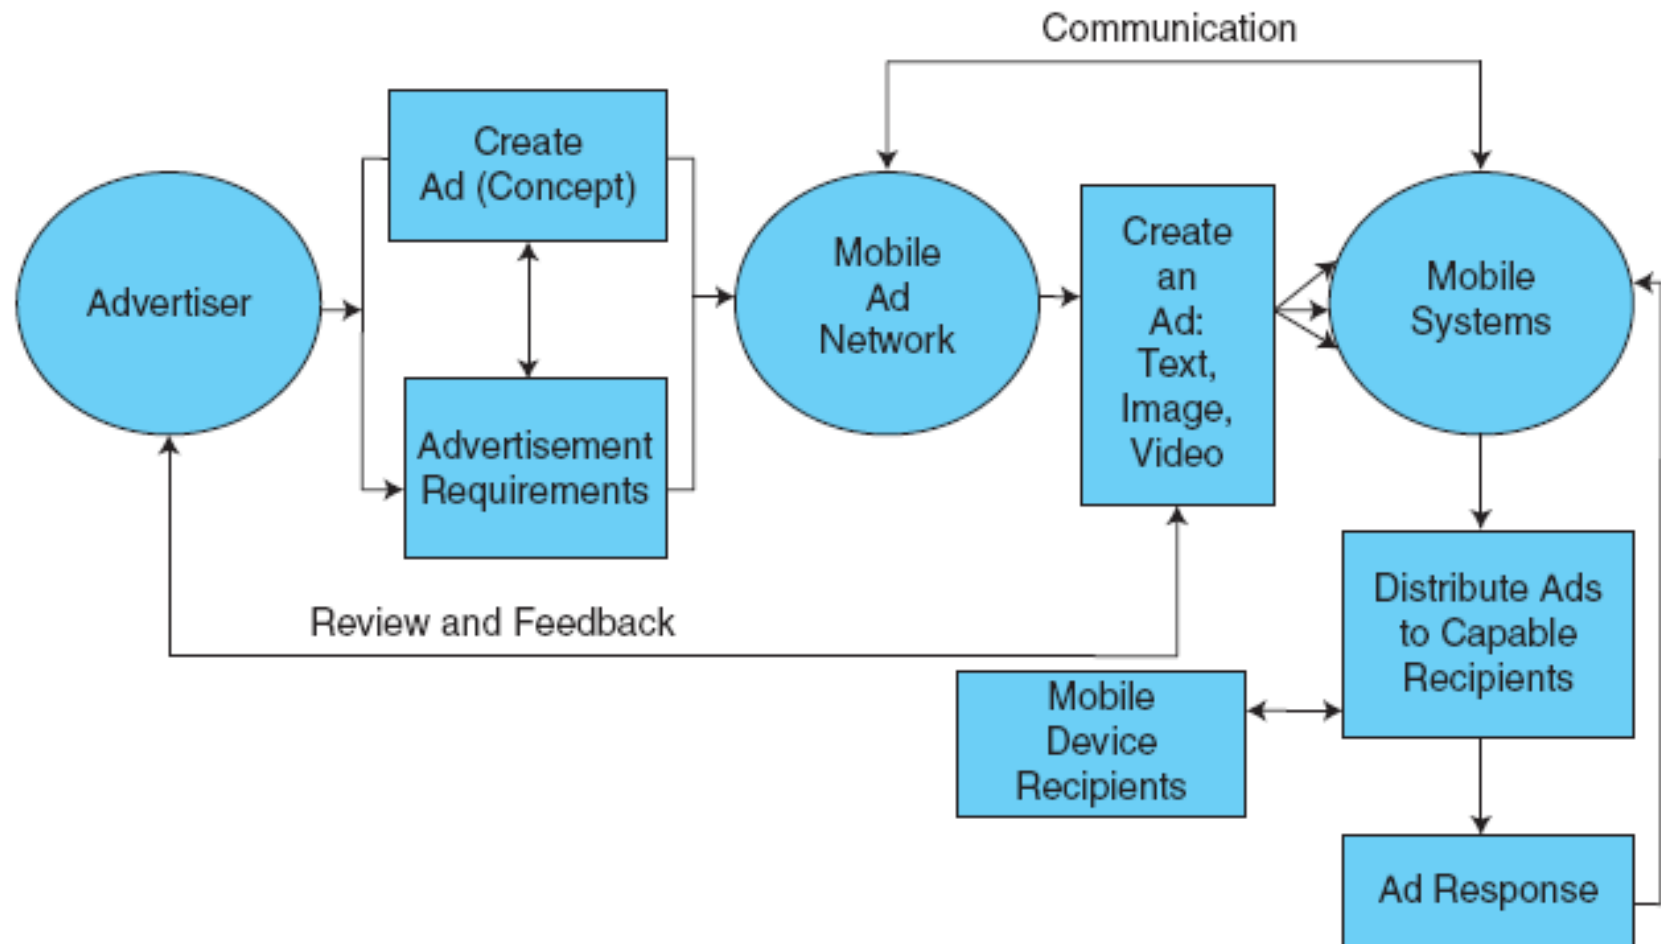 Communication
Create
Ad (Concept)
Advertiser
Advertisement
Requirements
Mobile
Ad
Network
Create
an
Ad:
Text,
Image,
Video
Mobile
Systems
Review and Feedback
Distribute Ads
to Capable
Recipients
Mobile
Device
Recipients
Ad Response